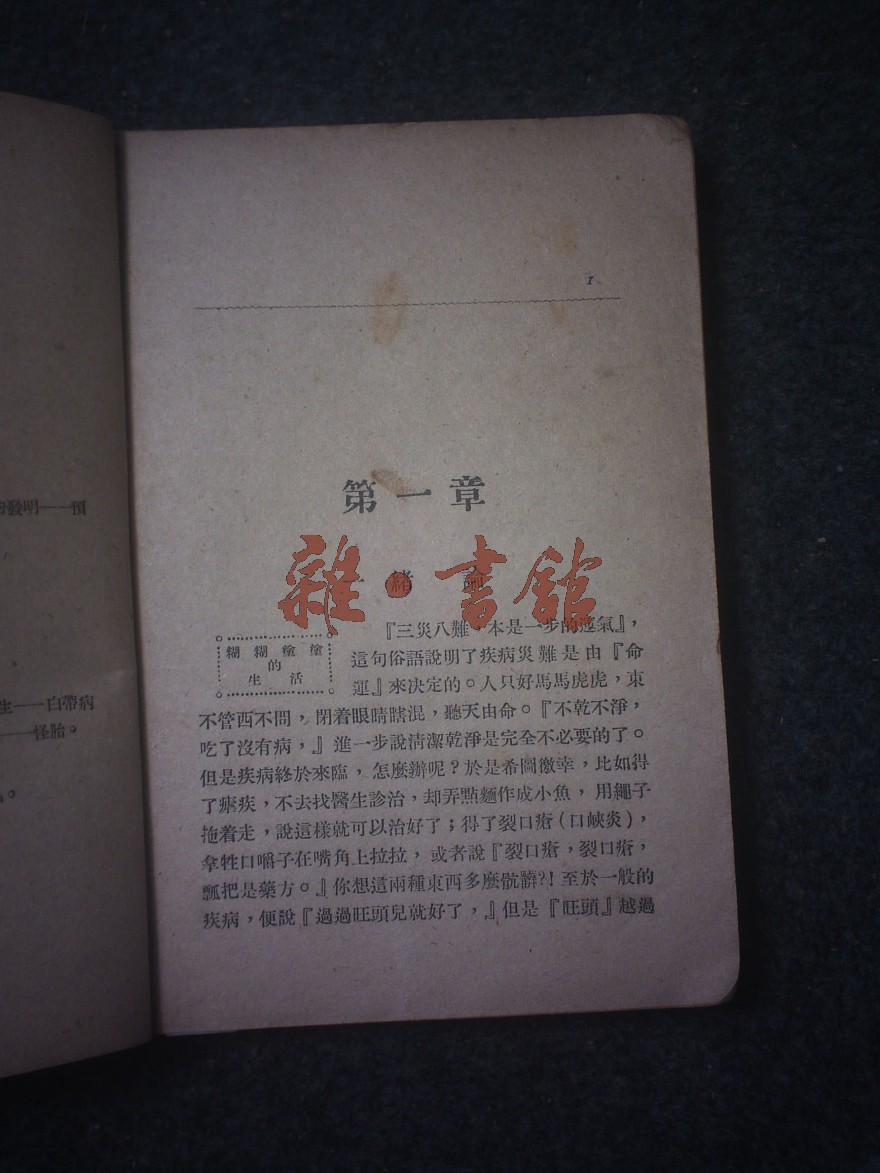 發明——預
生——白帶病
——怪胎。
1
第一章
緒論
雜·書館
糊糊塗塗
的
生活
『三災八難，本是一步的運氣』，
這句俗語說明了疾病災難是由『命
運』來決定的。人只好馬馬虎虎，東
不管西不問，閉着眼睛瞎混，聽天由命。『不乾不淨，
吃了沒有病，』進一步說清潔乾淨是完全不必要的了。
但是疾病終於來臨，怎麼辦呢？於是希圖徼幸，比如得
了瘧疾，不去找醫生診治，却弄點麵作成小魚，用繩子
拖着走，說這樣就可以治好了；得了裂口瘡（口峽炎），
拿牲口嚼子在嘴角上拉拉，或者說『裂口瘡，裂口瘡，
瓢把是藥方。』你想這兩種東西多麼骯髒?！至於一般的
疾病，便說『過過旺頭兒就好了，』但是『旺頭』越過